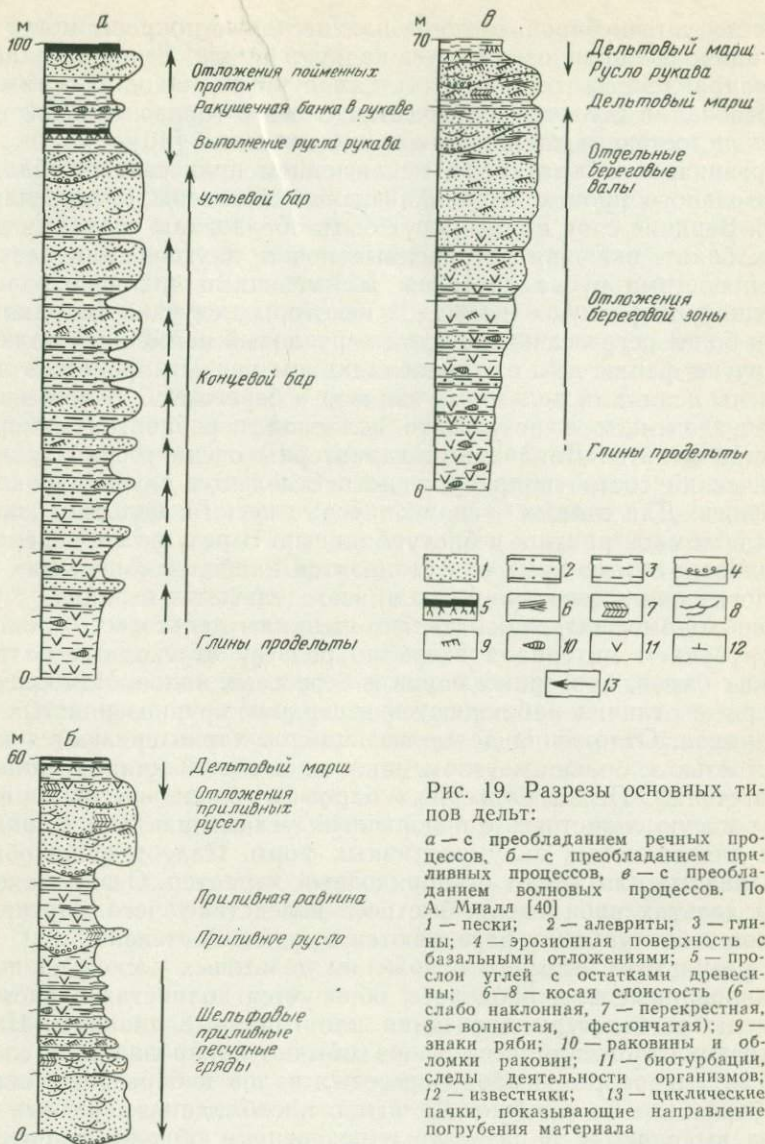 а
м
100
Отложения пойменных
проток
Ракушечная банка в рукаве
Выполнение русла рукава
Устьевой бар
Концевой бар
Глины продельты
0
в
м
70
Дельтовый марш
Русло рукава
Дельтовый марш
Отдельные
береговые
валы
Отложения
береговой зоны
Глины продельты
0
1 2 3 4
5 6 7 8
9 10 11 12
13
б
м
60
Дельтовый марш
Отложения
приливных
русел
Приливная равнина
Приливное русло
Шельфовые
приливные
песчаные
гряды
0
Рис. 19. Разрезы основных ти-
пов дельт:
а — с преобладанием речных про-
цессов, б — с преобладанием при-
ливных процессов, в — с преобла-
данием волновых процессов. По
А. Миалл [40]
1 — пески; 2 — алевриты; 3 — гли-
ны; 4 — эрозионная поверхность с
базальными отложениями; 5 — про-
слои углей с остатками древеси-
ны; 6—8 — косая слоистость (6 —
слабо наклонная, 7 — перекрестная,
8 — волнистая, фестончатая); 9 —
знаки ряби; 10 — раковины и об-
ломки раковин; 11 — биотурбации,
следы деятельности организмов;
12 — известняки; 13 — циклические
пачки, показывающие направление
погрубения материала